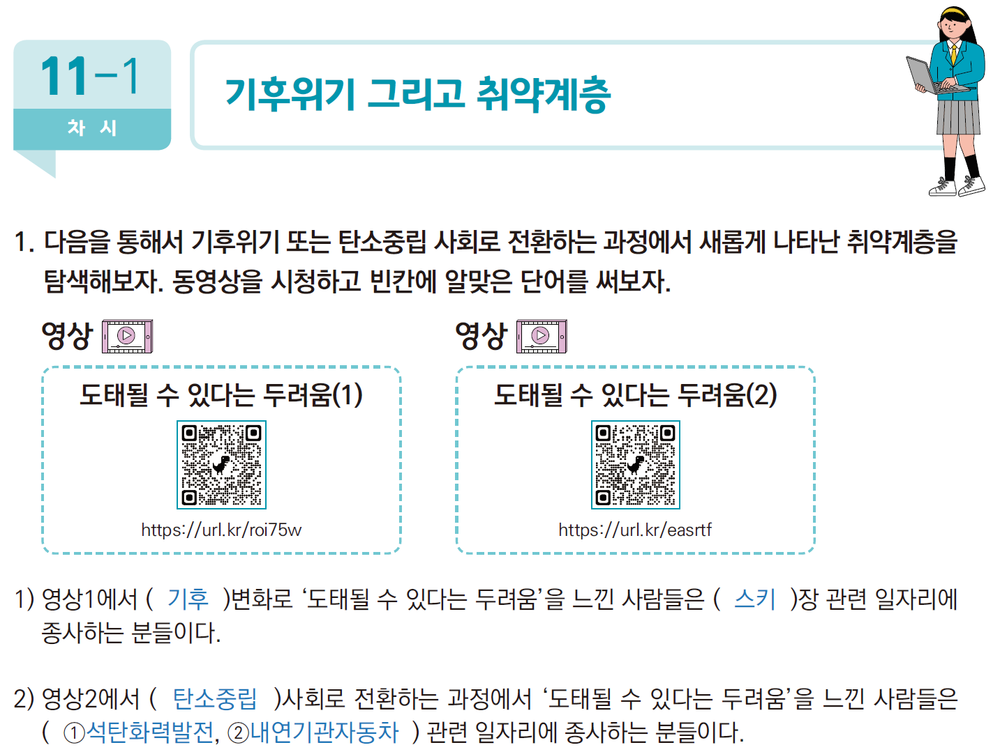 11-1
차 시
기후위기 그리고 취약계층
1. 다음을 통해서 기후위기 또는 탄소중립 사회로 전환하는 과정에서 새롭게 나타난 취약계층을
탐색해보자. 동영상을 시청하고 빈칸에 알맞은 단어를 써보자.
영상
영상
도태될 수 있다는 두려움(1)
도태될 수 있다는 두려움(2)
https://url.kr/roi75w
https://url.kr/easrtf
1) 영상1에서 ( 기후 )변화로 ‘도태될 수 있다는 두려움’을 느낀 사람들은 ( 스키 )장 관련 일자리에
종사하는 분들이다.
2) 영상2에서 ( 탄소중립 )사회로 전환하는 과정에서 ‘도태될 수 있다는 두려움’을 느낀 사람들은
( ①석탄화력발전, ②내연기관자동차 ) 관련 일자리에 종사하는 분들이다.